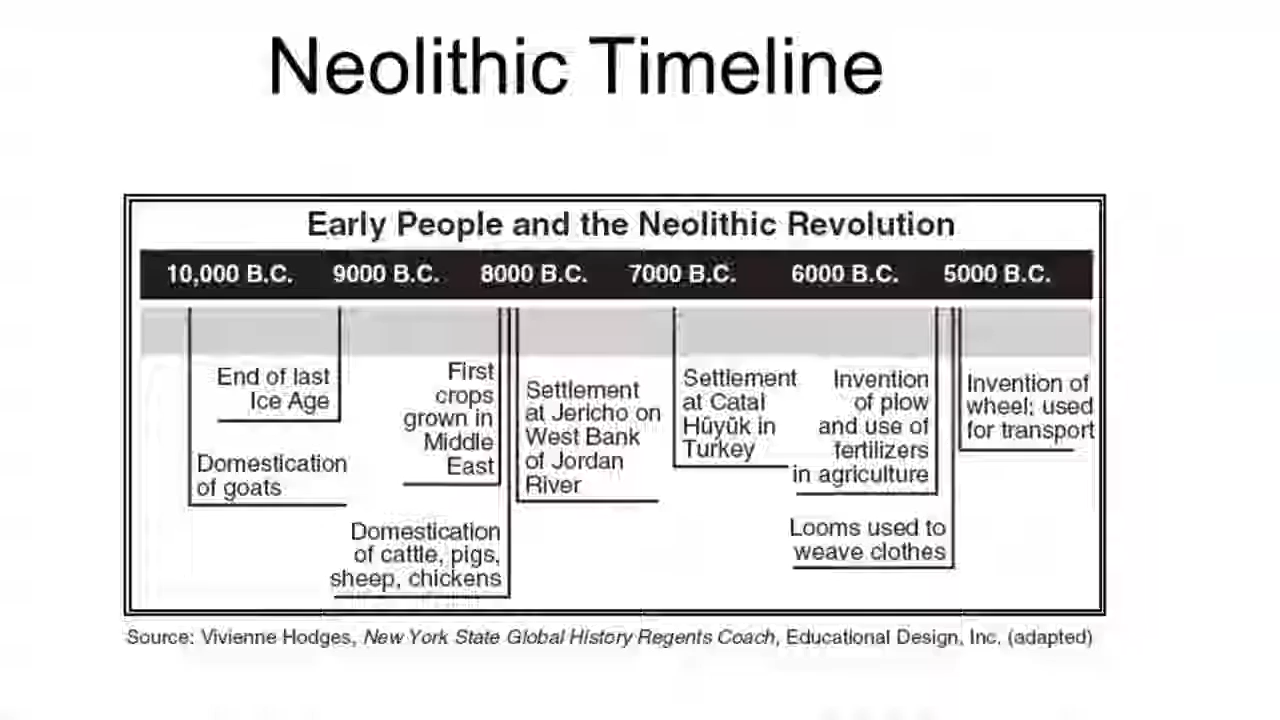 Neolithic Timeline
Early People and the Neolithic Revolution
10,000 B.C. 9000 B.C. 8000 B.C. 7000 B.C. 6000 B.C. 5000 B.C.
End of last
Ice Age
Domestication
of goats
First
crops
grown in
Middle
East
Domestication
of cattle, pigs,
sheep, chickens
Settlement
at Jericho on
West Bank
of Jordan
River
Settlement
at Catal
Hüyük in
Turkey
Invention
of plow
and use of
fertilizers
in agriculture
Looms used to
weave clothes
Invention of
wheel; used
for transport
Source: Vivienne Hodges, New York State Global History Regents Coach, Educational Design, Inc. (adapted)